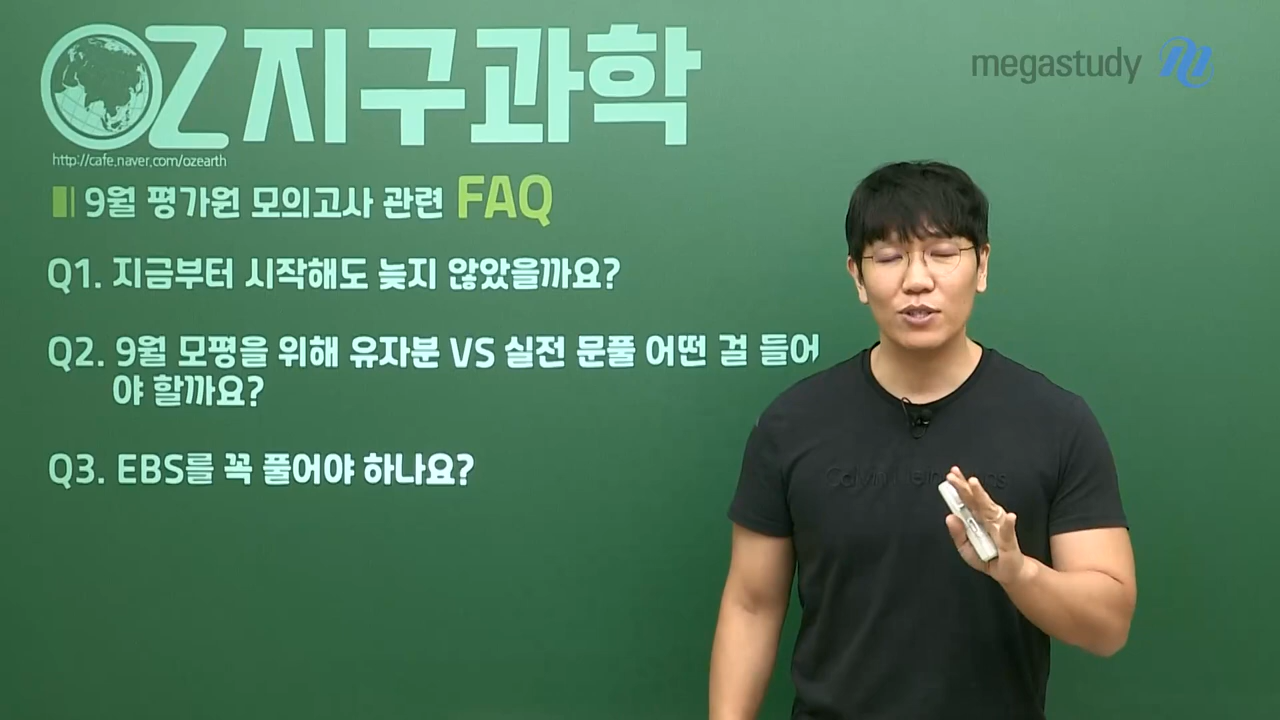 OZ 지구과학
megastudy
http://cafe.naver.com/ozearth
9월 평가원 모의고사 관련 FAQ
Q1. 지금부터 시작해도 늦지 않았을까요?
Q2. 9월 모평을 위해 유자분 VS 실전 문풀 어떤 걸 들어
야 할까요?
Q3. EBS를 꼭 풀어야 하나요?